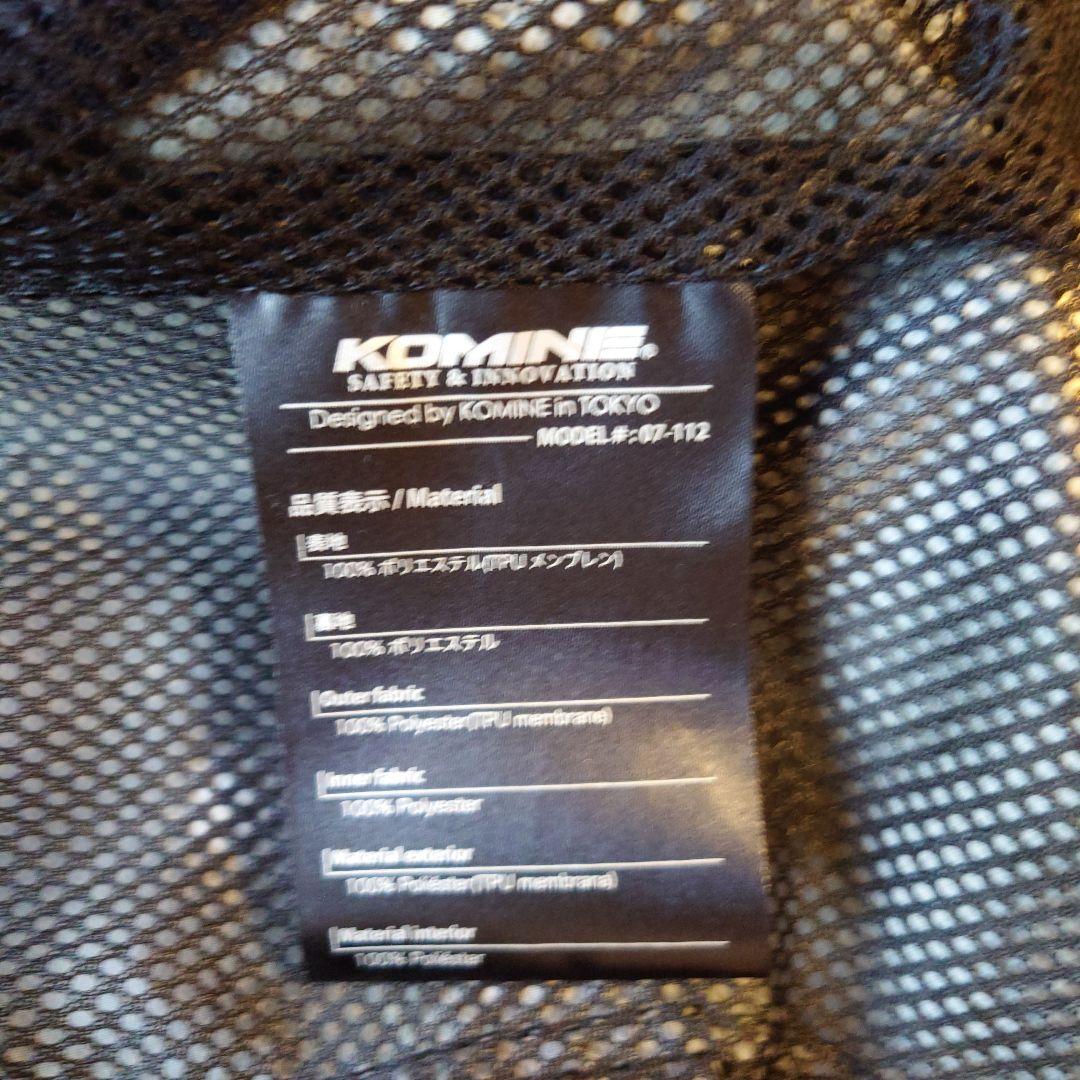 KOMINE®
SAFETY & INNOVATION
Designed by KOMINE in TOKYO
MODEL#:07-112
品質表示 / Material
表地
100% ポリエステル(TPU メンブレン)
裏地
100% ポリエステル
Outer fabric
100% Polyester(TPU membrane)
Inner fabric
100% Polyester
Material exterior
100% Poliéster(TPU membrana)
Material interior
100% Poliéster